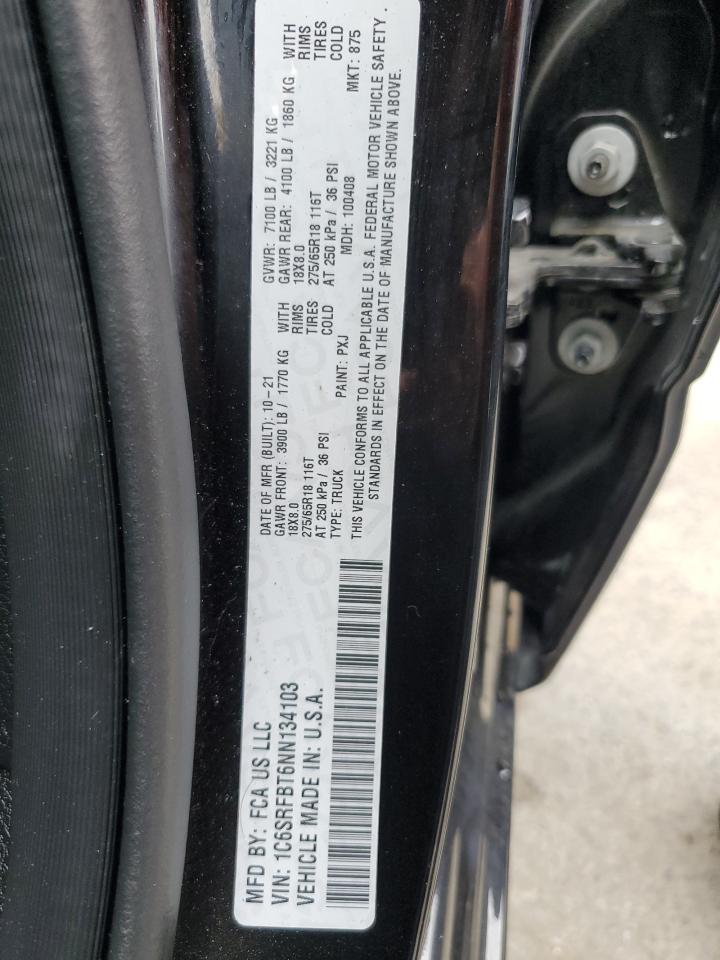 MFD BY: FCA US LLC
VIN: 1C6SRFBT6NN134103
VEHICLE MADE IN: U.S.A.
DATE OF MFR (BUILT): 10-21
GVWR: 7100 LB / 3221 KG
GAWR FRONT: 3900 LB / 1770 KG WITH
GAWR REAR: 4100 LB / 1860 KG WITH
18X8.0 RIMS
18X8.0 RIMS
275/65R18 116T TIRES
275/65R18 116T TIRES
AT 250 kPa / 36 PSI COLD
AT 250 kPa / 36 PSI COLD
TYPE: TRUCK PAINT: PXJ MDH: 100408 MKT: 875
THIS VEHICLE CONFORMS TO ALL APPLICABLE U.S.A. FEDERAL MOTOR VEHICLE SAFETY.
STANDARDS IN EFFECT ON THE DATE OF MANUFACTURE SHOWN ABOVE.